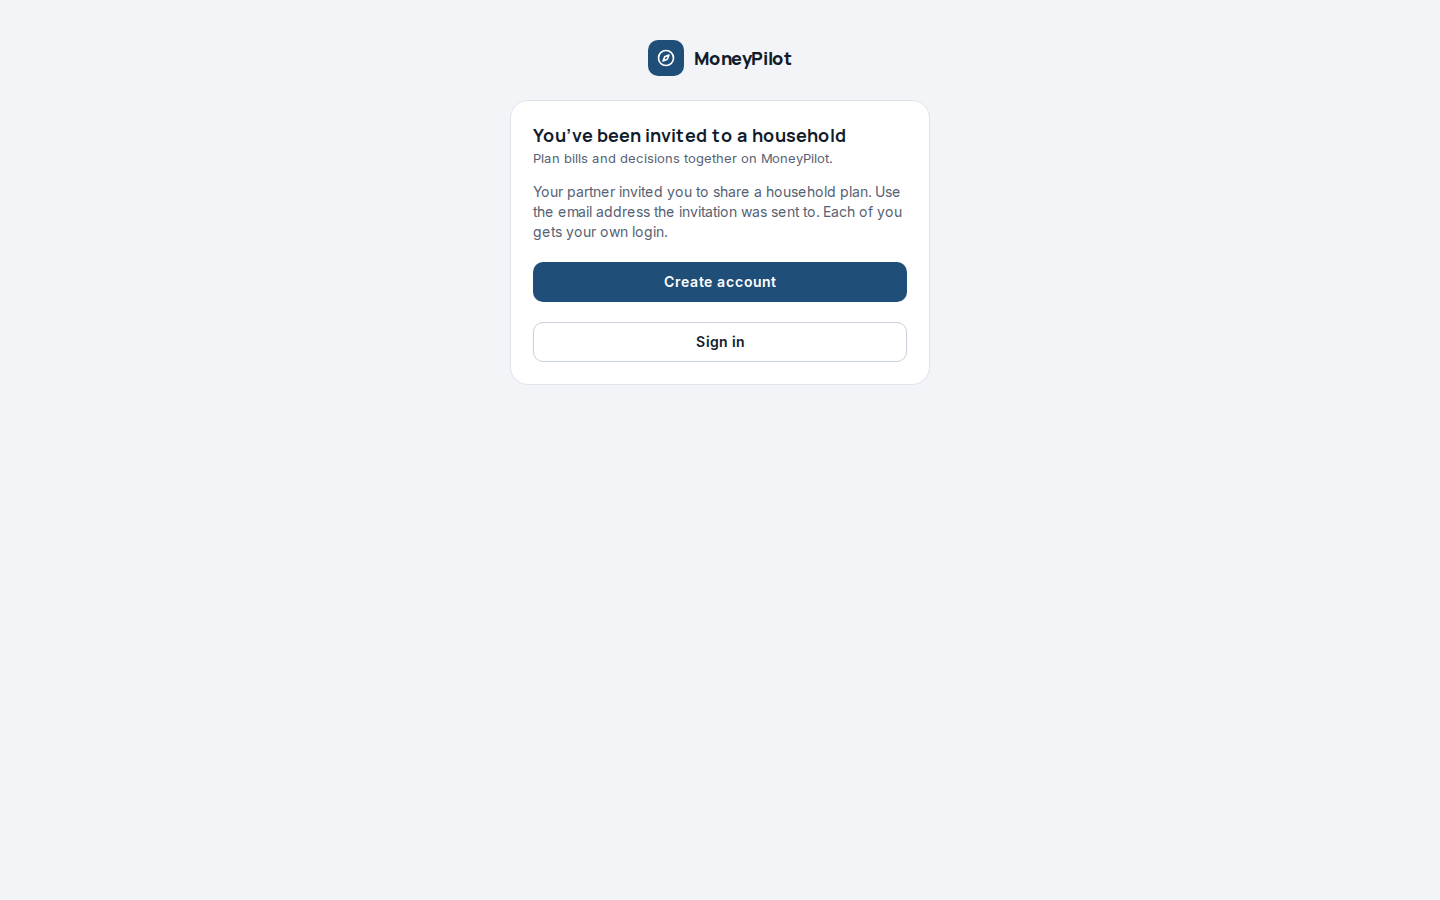 MoneyPilot
You’ve been invited to a household
Plan bills and decisions together on MoneyPilot.
Your partner invited you to share a household plan. Use
the email address the invitation was sent to. Each of you
gets your own login.
Create account
Sign in